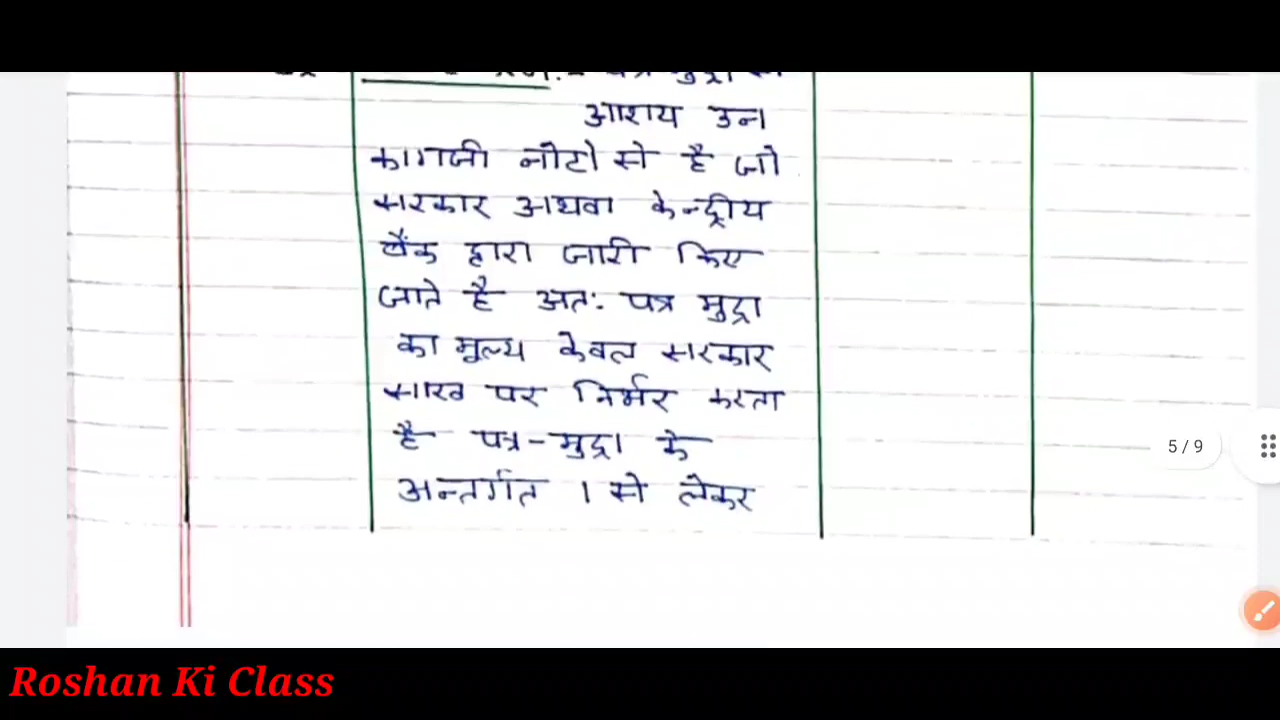 पत्र मुद्रा का
आशय उन
कागजी नोटो से है जो
सरकार अथवा केन्द्रीय
बैंक द्वारा जारी किए
जाते है अत: पत्र मुद्रा
का मूल्य केवल सरकार
साख पर निर्भर करता
है पत्र-मुद्रा के
अन्तर्गत 1 से लेकर
5 / 9
Roshan Ki Class